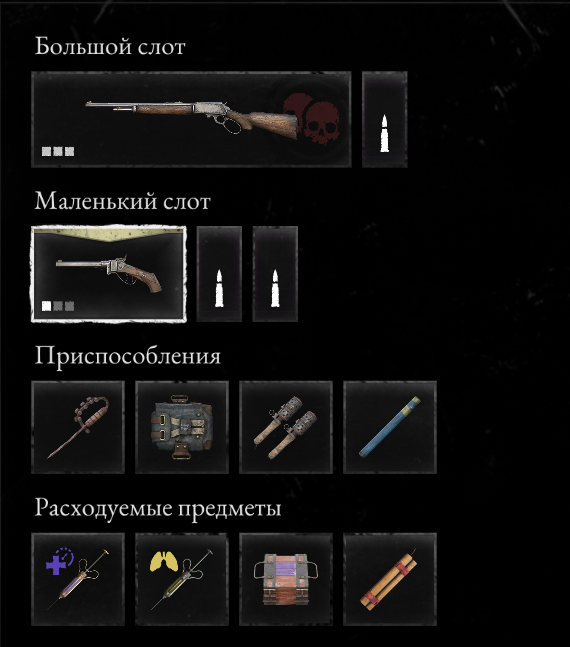 Большой слот
Маленький слот
Приспособления
Расходуемые предметы